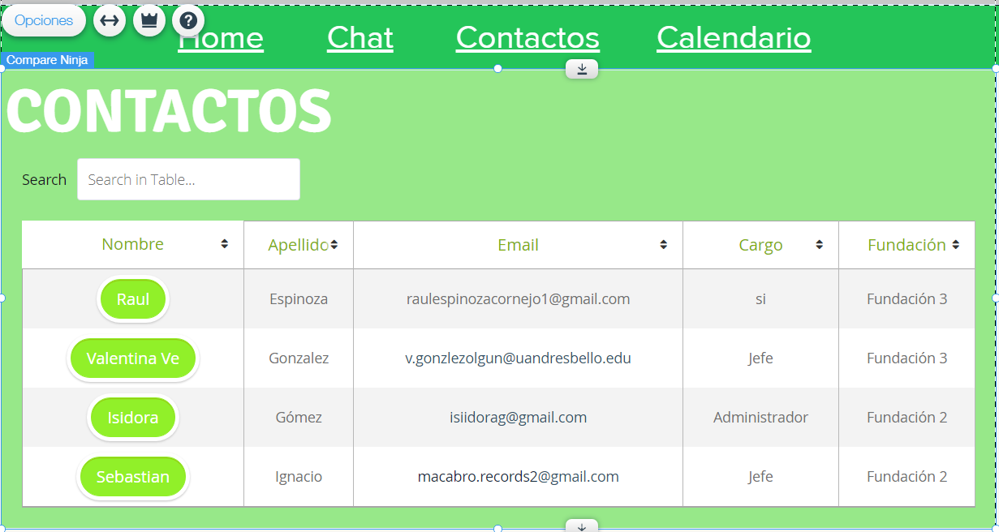 Opciones
Home Chat Contactos Calendario
Compare Ninja
CONTACTOS
Search Search in Table...
Nombre Apellido Email Cargo Fundación
Raul Espinoza raulespinozacornejo1@gmail.com si Fundación 3
Valentina Ve Gonzalez v.gonzlezolgun@uandresbello.edu Jefe Fundación 3
Isidora Gómez isiidorag@gmail.com Administrador Fundación 2
Sebastian Ignacio macabro.records2@gmail.com Jefe Fundación 2